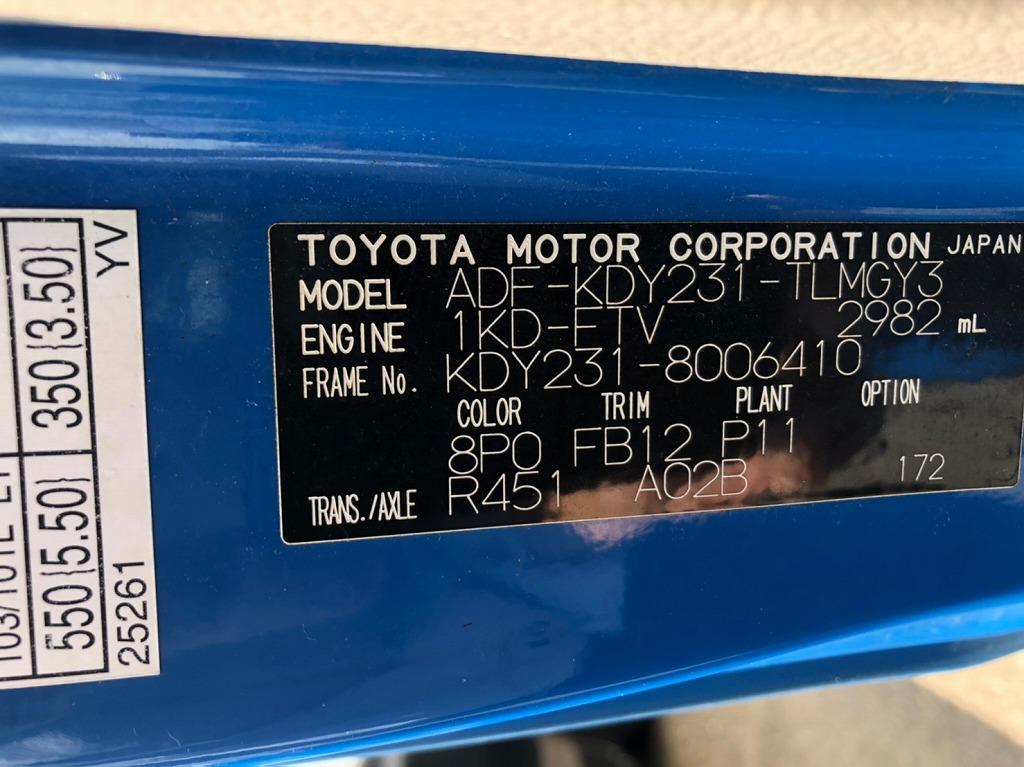 TOYOTA MOTOR CORPORATION JAPAN
MODEL ADF-KDY231-TLMGY3
ENGINE 1KD-FTV 2982 mL
FRAME No. KDY231-8006410
COLOR TRIM PLANT OPTION
8P0 FB12 P11
TRANS./AXLE R451 A02B 172
550{5.50} 350{3.50}
25261 YV